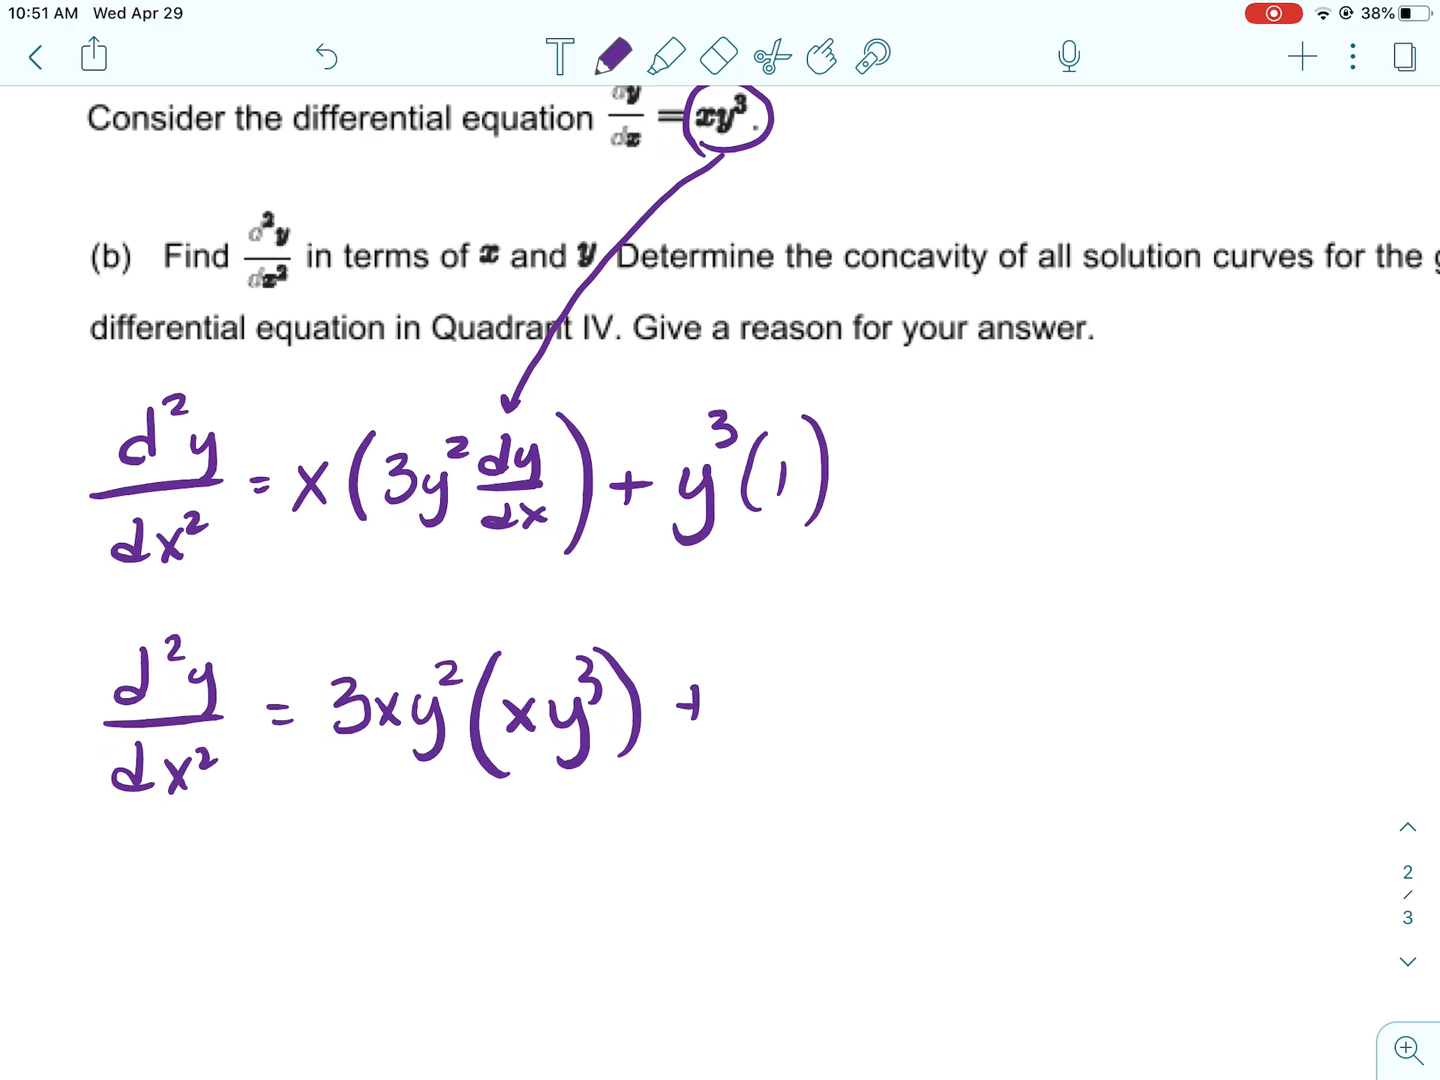 10:51 AM Wed Apr 29 38%
T
Consider the differential equation dy/dx = xy³.
(b) Find d²y/dx² in terms of x and y. Determine the concavity of all solution curves for the g
differential equation in Quadrant IV. Give a reason for your answer.
d²y/dx² = x(3y² dy/dx) + y³(1)
d²y/dx² = 3xy²(xy³) +
2
/
3